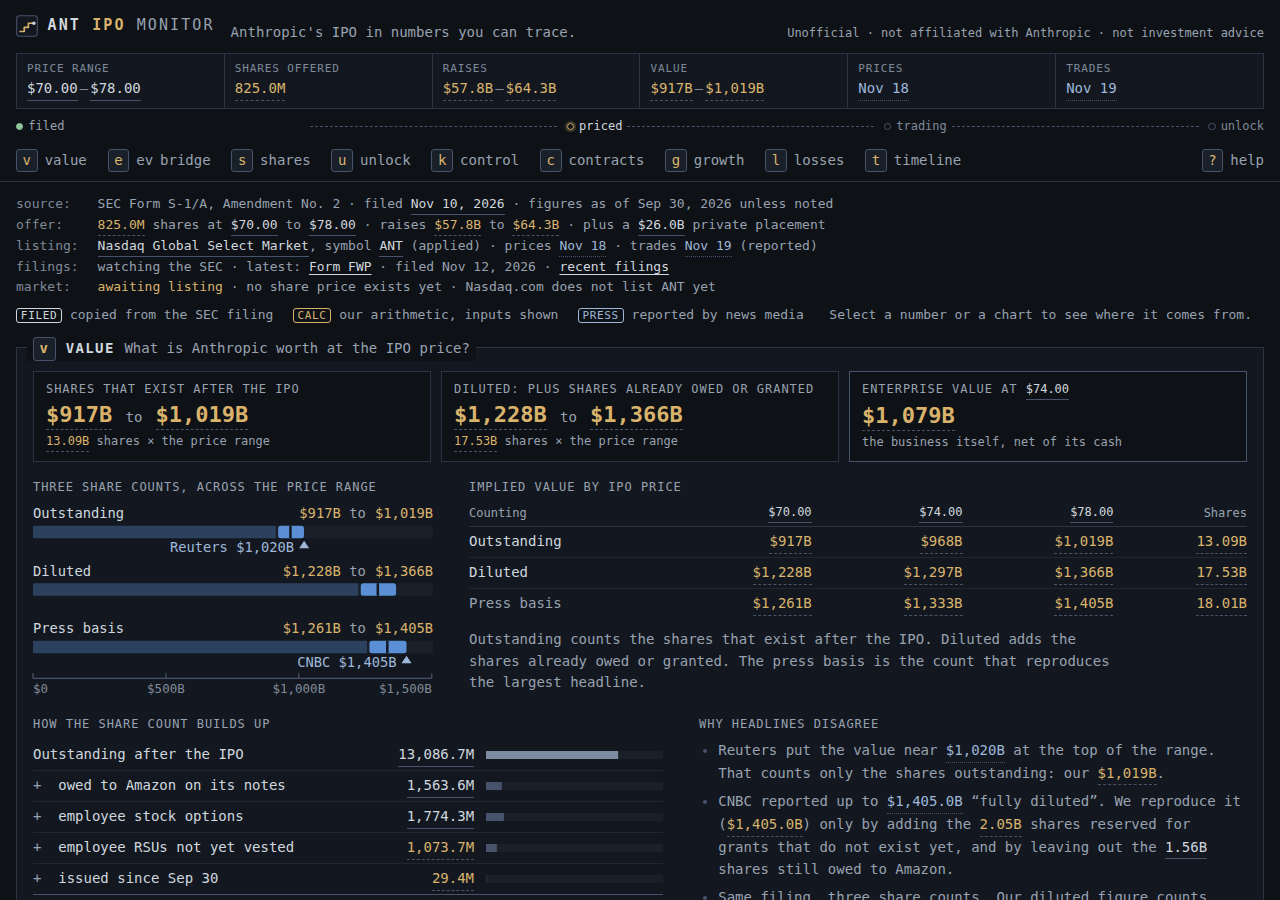 ANT IPO MONITOR Anthropic's IPO in numbers you can trace. Unofficial · not affiliated with Anthropic · not investment advice
PRICE RANGE SHARES OFFERED RAISES VALUE PRICES TRADES
$70.00–$78.00 825.0M $57.8B–$64.3B $917B–$1,019B Nov 18 Nov 19
filed priced trading unlock
v value e ev bridge s shares u unlock k control c contracts g growth l losses t timeline ? help
source: SEC Form S-1/A, Amendment No. 2 · filed Nov 10, 2026 · figures as of Sep 30, 2026 unless noted
offer: 825.0M shares at $70.00 to $78.00 · raises $57.8B to $64.3B · plus a $26.0B private placement
listing: Nasdaq Global Select Market, symbol ANT (applied) · prices Nov 18 · trades Nov 19 (reported)
filings: watching the SEC · latest: Form FWP · filed Nov 12, 2026 · recent filings
market: awaiting listing · no share price exists yet · Nasdaq.com does not list ANT yet
FILED copied from the SEC filing CALC our arithmetic, inputs shown PRESS reported by news media Select a number or a chart to see where it comes from.
v VALUE What is Anthropic worth at the IPO price?
SHARES THAT EXIST AFTER THE IPO
$917B to $1,019B
13.09B shares × the price range
DILUTED: PLUS SHARES ALREADY OWED OR GRANTED
$1,228B to $1,366B
17.53B shares × the price range
ENTERPRISE VALUE AT $74.00
$1,079B
the business itself, net of its cash
THREE SHARE COUNTS, ACROSS THE PRICE RANGE
Outstanding $917B to $1,019B
Reuters $1,020B
Diluted $1,228B to $1,366B
Press basis $1,261B to $1,405B
CNBC $1,405B
$0 $500B $1,000B $1,500B
IMPLIED VALUE BY IPO PRICE
Counting $70.00 $74.00 $78.00 Shares
Outstanding $917B $968B $1,019B 13.09B
Diluted $1,228B $1,297B $1,366B 17.53B
Press basis $1,261B $1,333B $1,405B 18.01B
Outstanding counts the shares that exist after the IPO. Diluted adds the
shares already owed or granted. The press basis is the count that reproduces
the largest headline.
HOW THE SHARE COUNT BUILDS UP
Outstanding after the IPO 13,086.7M
+ owed to Amazon on its notes 1,563.6M
+ employee stock options 1,774.3M
+ employee RSUs not yet vested 1,073.7M
+ issued since Sep 30 29.4M
WHY HEADLINES DISAGREE
• Reuters put the value near $1,020B at the top of the range.
That counts only the shares outstanding: our $1,019B.
• CNBC reported up to $1,405.0B “fully diluted”. We reproduce it
($1,405.0B) only by adding the 2.05B shares reserved for
grants that do not exist yet, and by leaving out the 1.56B
shares still owed to Amazon.
• Same filing, three share counts. Our diluted figure counts